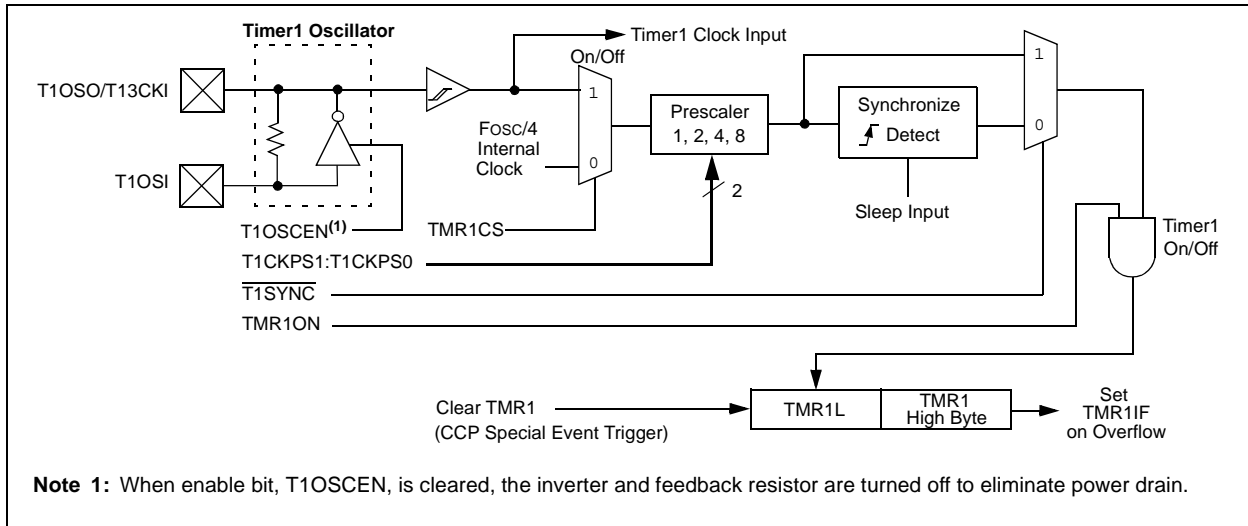 Timer1 Oscillator
Timer1 Clock Input
On/Off
T1OSO/T13CKI
1
1
Prescaler
1, 2, 4, 8
Synchronize
Detect
FOSC/4
Internal
Clock
0
0
T1OSI
2
Sleep Input
T1OSCEN(1)
TMR1CS
Timer1
On/Off
T1CKPS1:T1CKPS0
T1SYNC
TMR1ON
Clear TMR1
(CCP Special Event Trigger)
TMR1L
TMR1
High Byte
Set
TMR1IF
on Overflow
Note 1: When enable bit, T1OSCEN, is cleared, the inverter and feedback resistor are turned off to eliminate power drain.